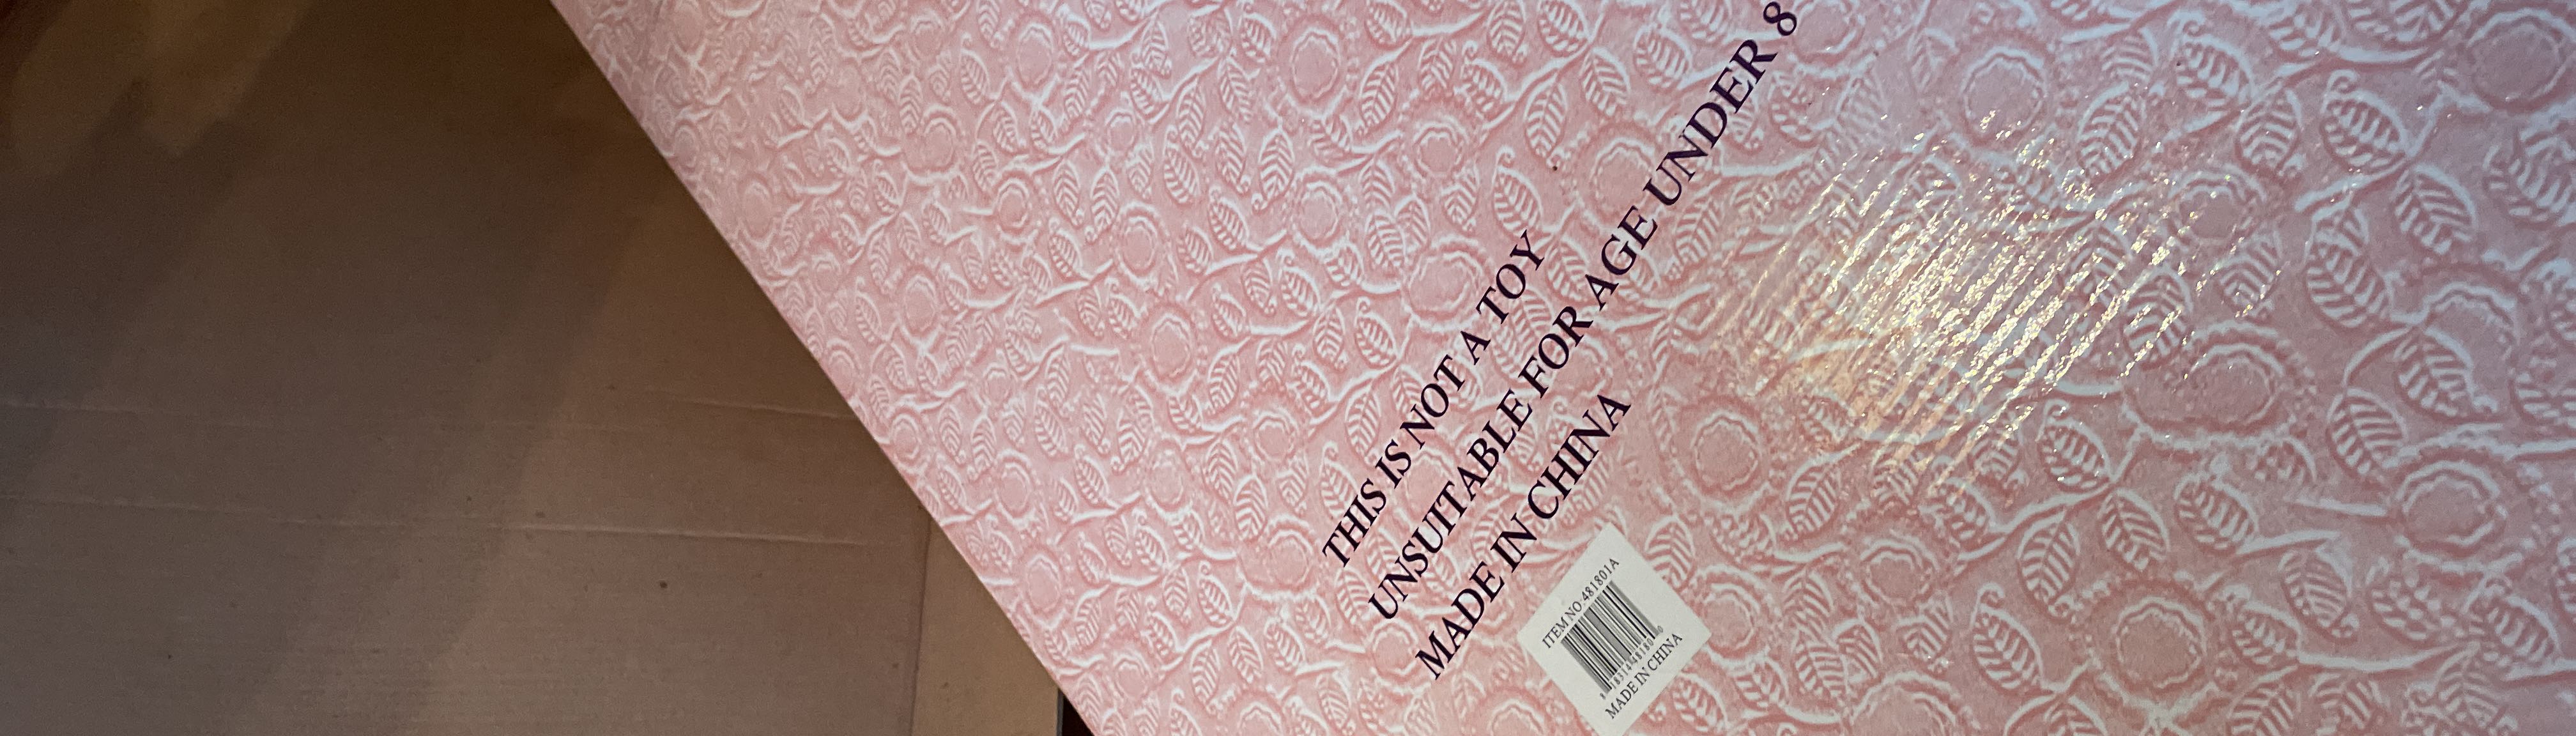 THIS IS NOT A TOY
UNSUITABLE FOR AGE UNDER 8
MADE IN CHINA
ITEM NO:481801A
MADE IN CHINA